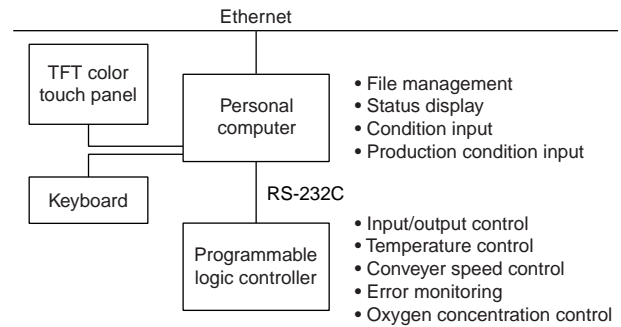 Ethernet
TFT color
touch panel
Personal
computer
• File management
• Status display
• Condition input
• Production condition input
Keyboard
RS-232C
Programmable
logic controller
• Input/output control
• Temperature control
• Conveyer speed control
• Error monitoring
• Oxygen concentration control